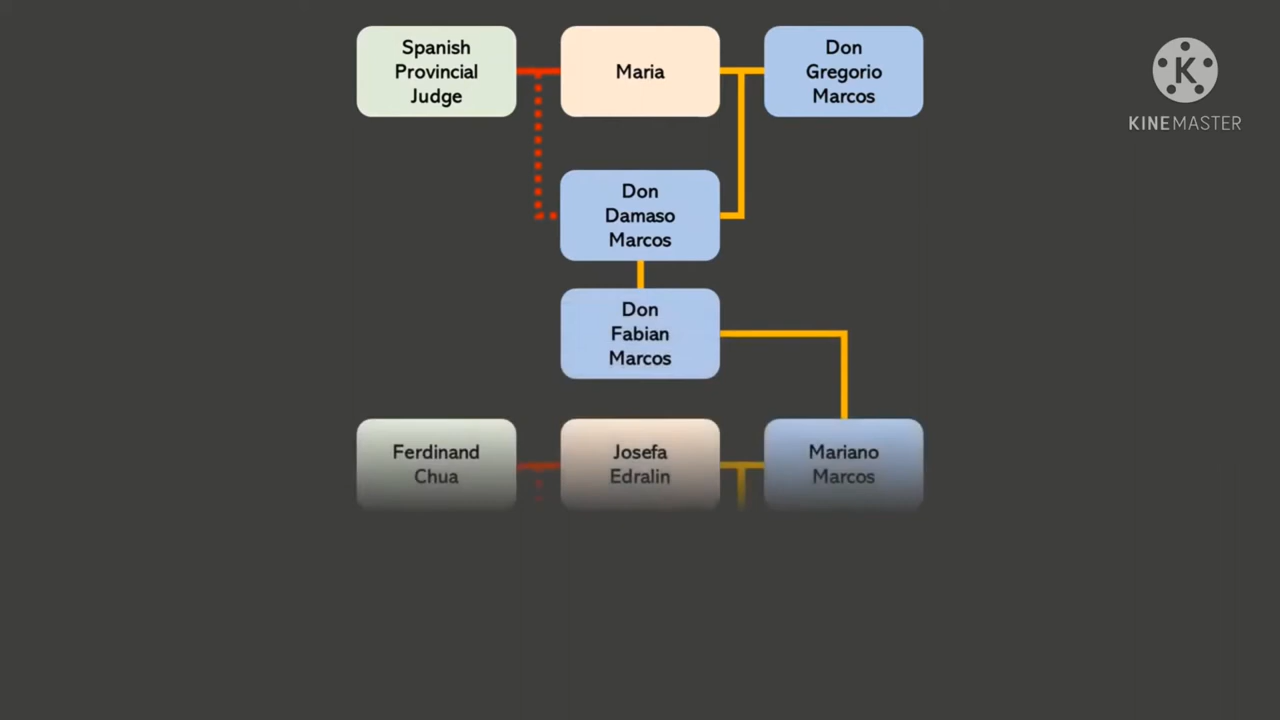 Spanish
Provincial
Judge
Maria
Don
Gregorio
Marcos
K
KINEMASTER
Don
Damaso
Marcos
Don
Fabian
Marcos
Ferdinand
Chua
Josefa
Edralin
Mariano
Marcos